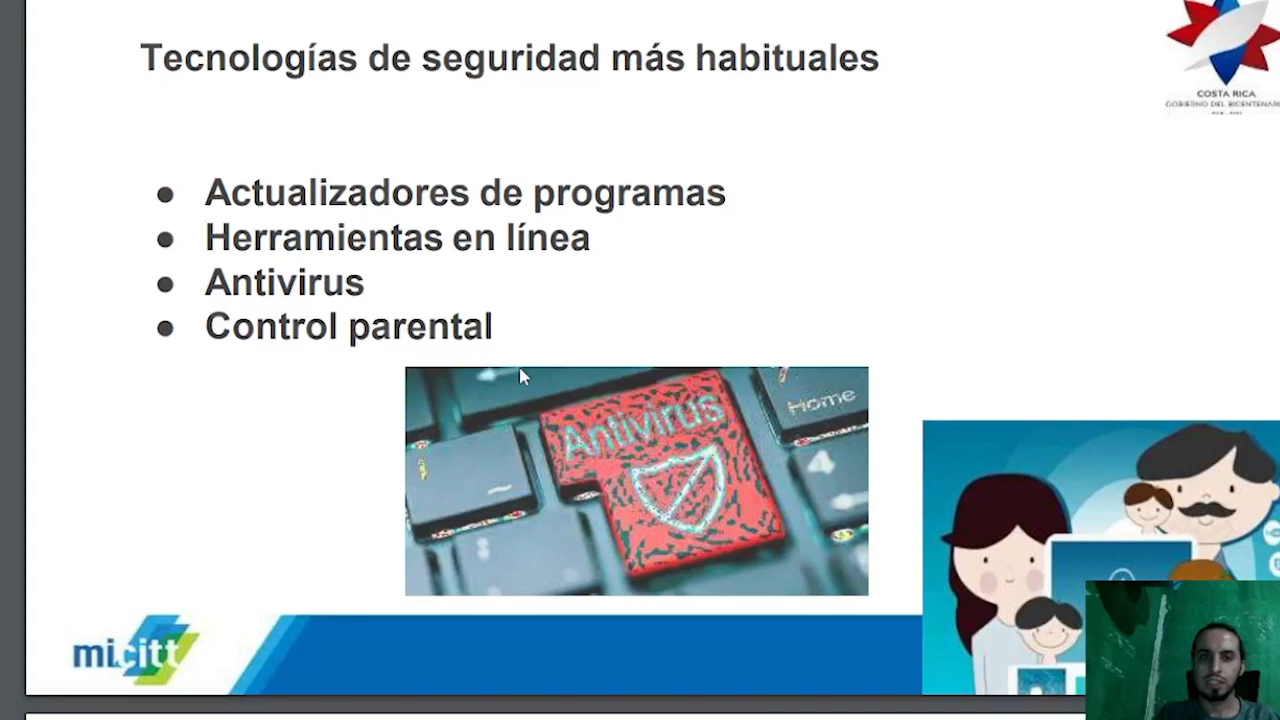 Tecnologías de seguridad más habituales
COSTA RICA
GOBIERNO DEL BICENTENARIO
● Actualizadores de programas
● Herramientas en línea
● Antivirus
● Control parental
Antivirus
Home
micitt